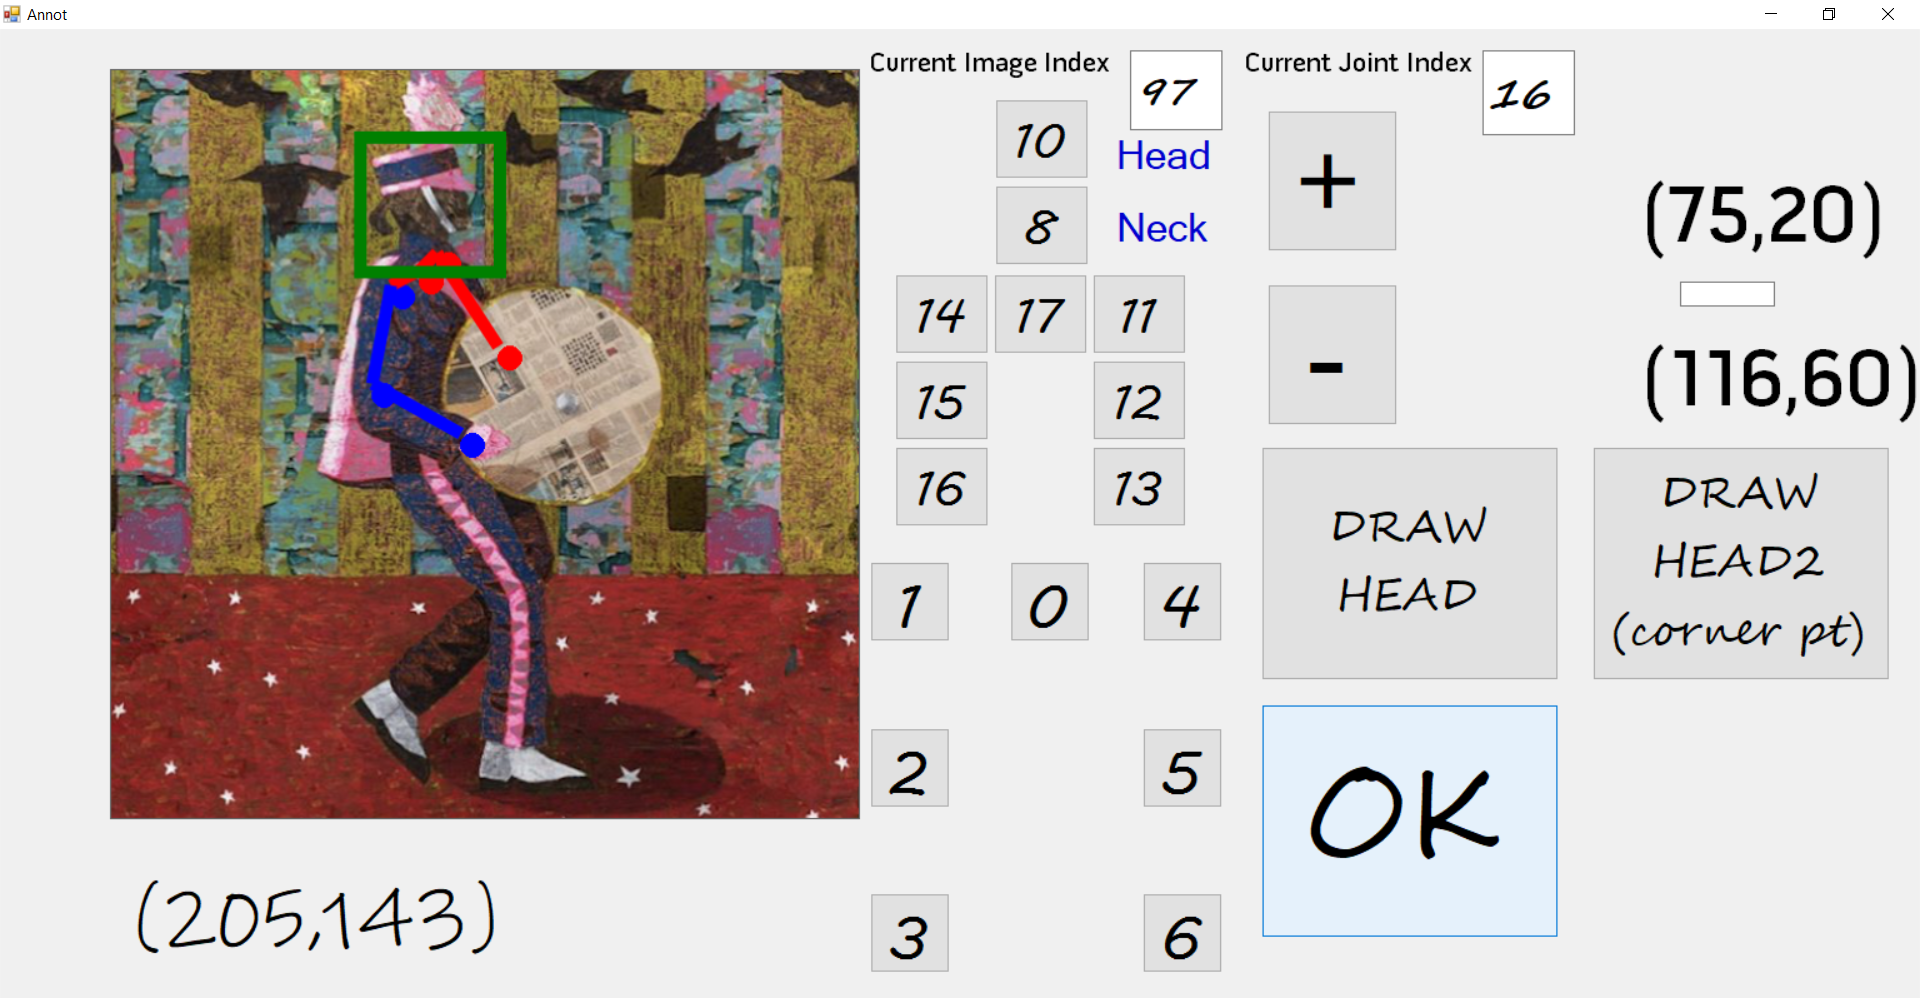 Annot
Current Image Index
97
Current Joint Index
16
10
Head
8
Neck
14
17
11
15
12
16
13
1
0
4
2
5
3
6
+
-
(75,20)
(116,60)
DRAW
HEAD
DRAW
HEAD2
(corner pt)
OK
(205,143)